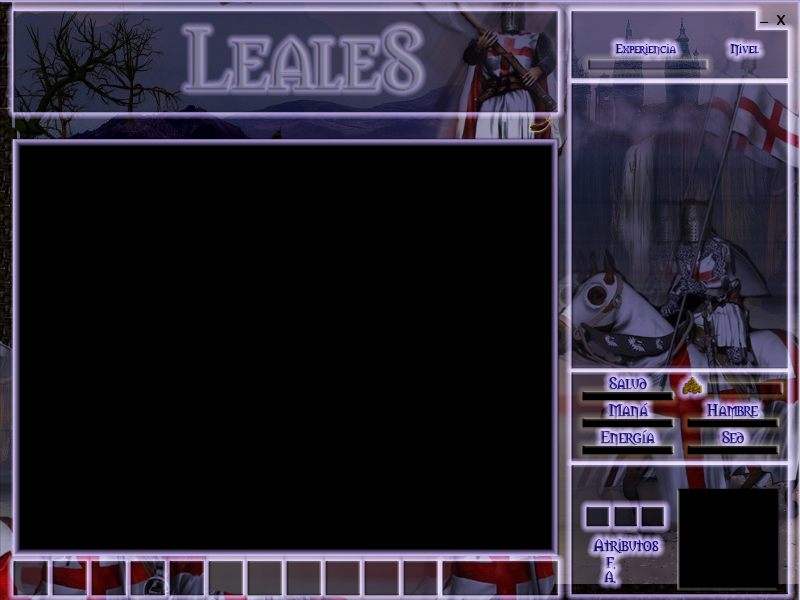 LEALES
_ X
Experiencia Nivel
Salud
Maná Hambre
Energía Sed
Atributos
F.
A.